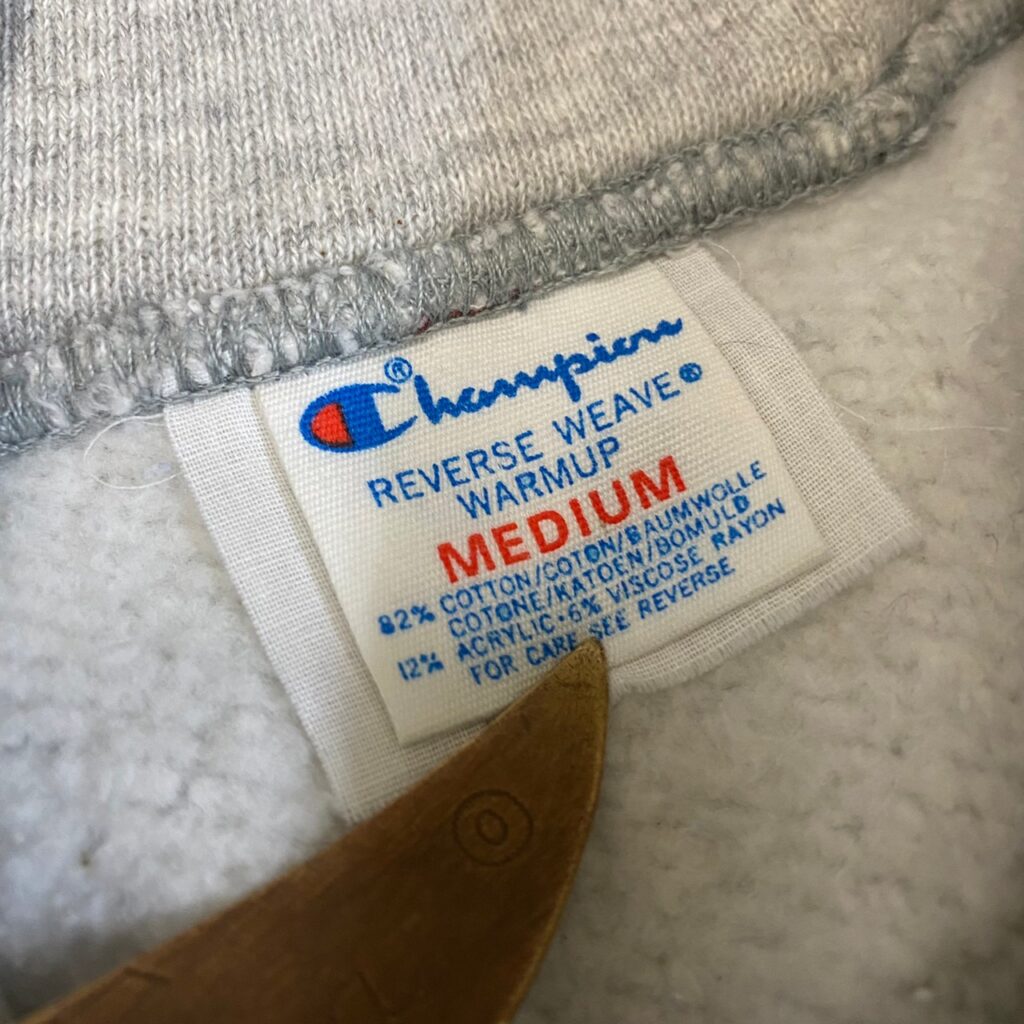 Champion®
REVERSE WEAVE®
WARMUP
MEDIUM
82% COTTON/COTON/BAUMWOLLE
COTONE/KATOEN/BOMULD
12% ACRYLIC·6% VISCOSE RAYON
FOR CARE SEE REVERSE
0